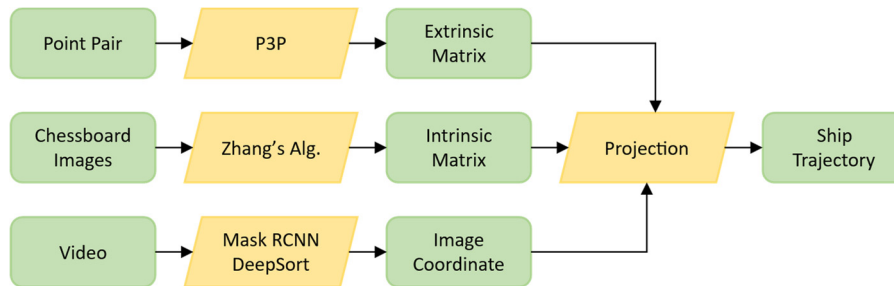 Point Pair
P3P
Extrinsic
Matrix
Chessboard
Images
Zhang's Alg.
Intrinsic
Matrix
Projection
Ship
Trajectory
Video
Mask RCNN
DeepSort
Image
Coordinate